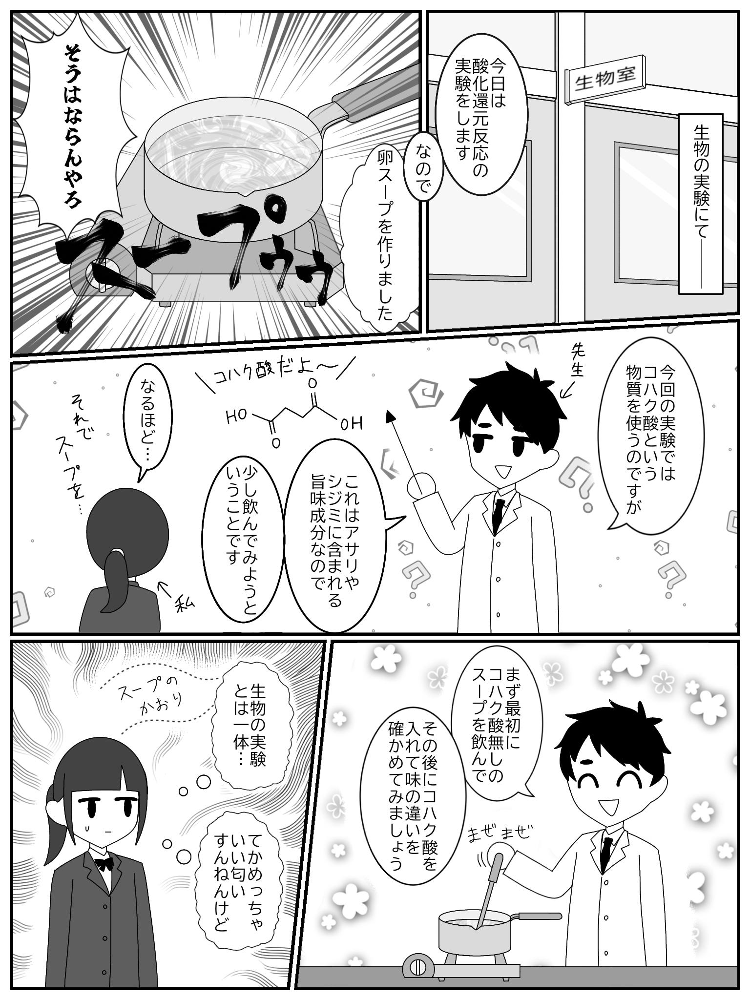 生物室
生物の実験にて――
今日は
酸化還元反応の
実験をします
なので
卵スープを作りました
スープゥゥ
そうはならんやろ
先生
今回の実験では
コハク酸という
物質を使うのですが
コハク酸だよ〜
O
HO
OH
O
これはアサリや
シジミに含まれる
旨味成分なので
少し飲んでみようと
いうことです
なるほど…
それで
スープを…
私
まず最初に
コハク酸無しの
スープを飲んで
その後にコハク酸を
入れて味の違いを
確かめてみましょう
まぜまぜ
生物の実験
とは一体…
スープの
かおり
てかめっちゃ
いい匂い
すんねんけど